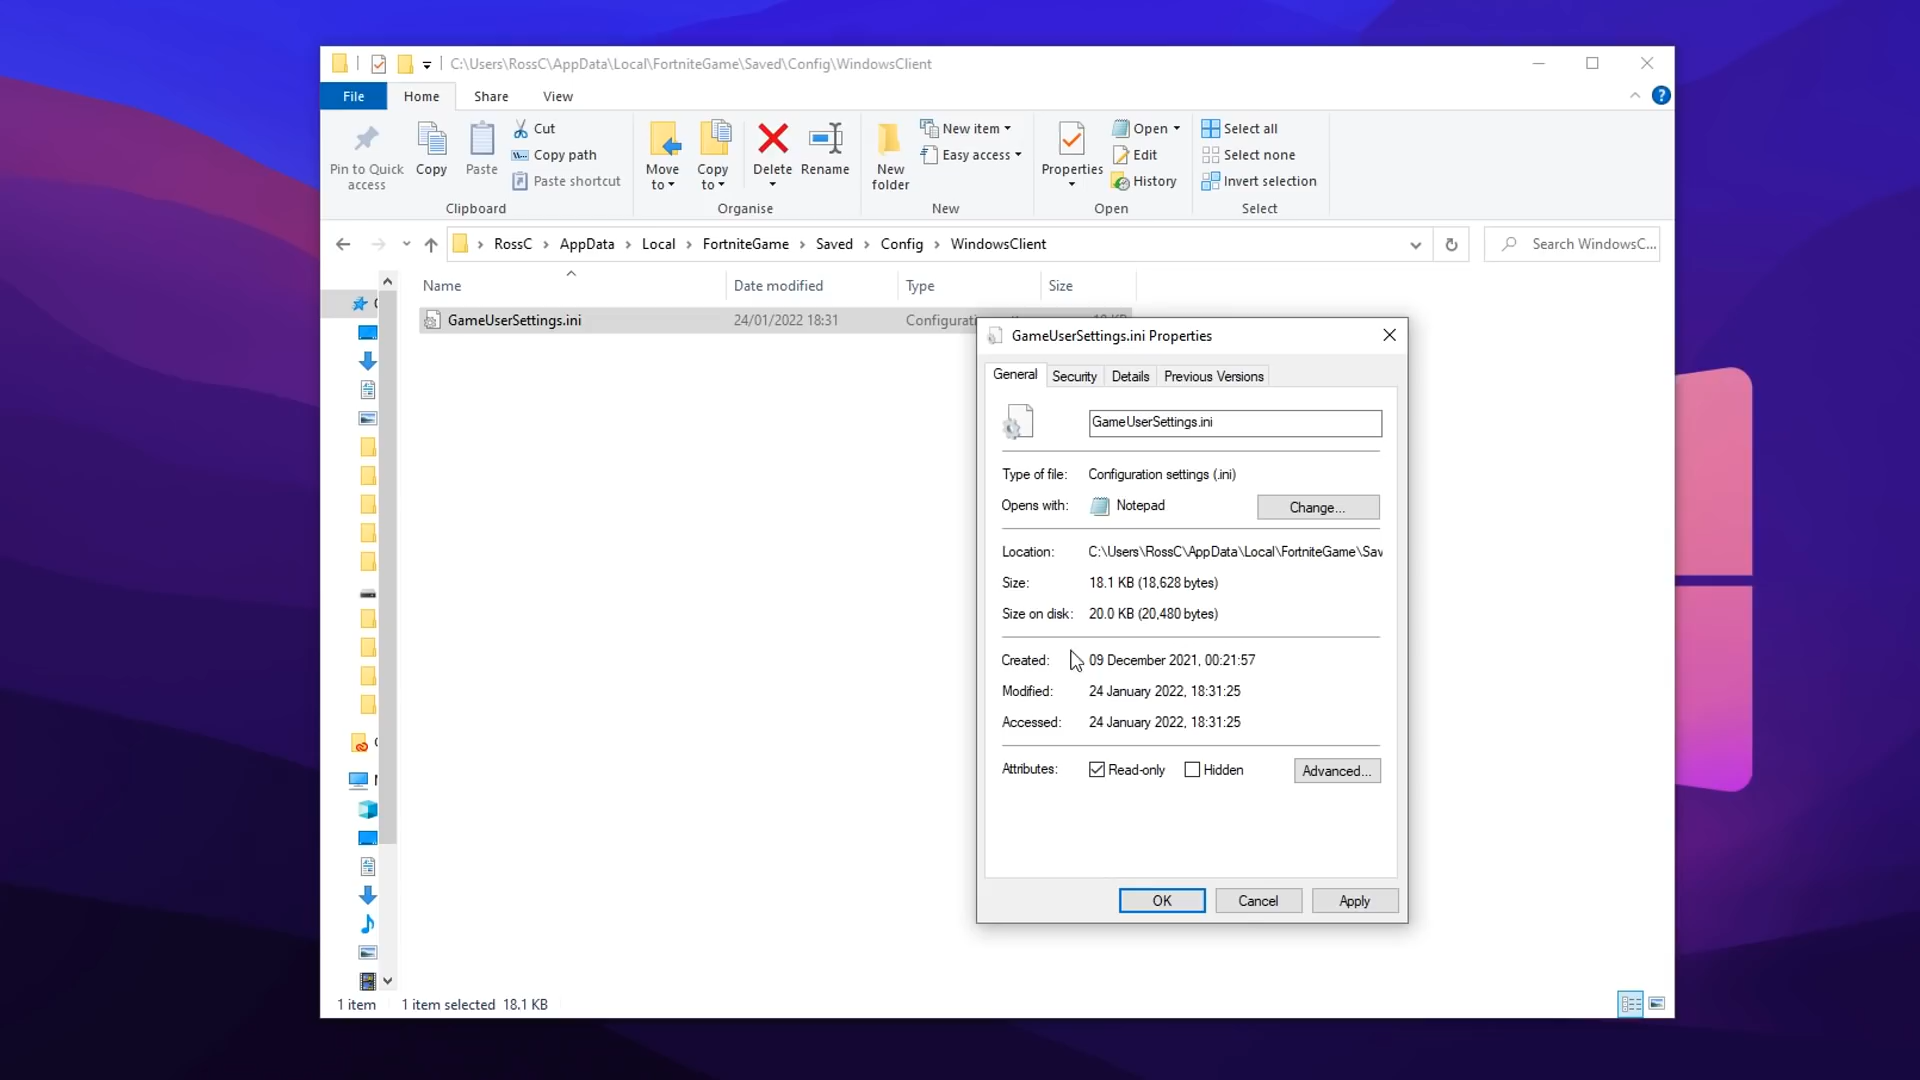 C:\Users\RossC\AppData\Local\FortniteGame\Saved\Config\WindowsClient
File Home Share View
Pin to Quick access
Copy
Paste
Cut
Copy path
Paste shortcut
Clipboard
Move to
Copy to
Delete
Rename
Organise
New folder
New item
Easy access
New
Properties
Open
Edit
History
Open
Select all
Select none
Invert selection
Select
RossC > AppData > Local > FortniteGame > Saved > Config > WindowsClient
Search WindowsC...
Name Date modified Type Size
GameUserSettings.ini 24/01/2022 18:31
GameUserSettings.ini Properties
General Security Details Previous Versions
GameUserSettings.ini
Type of file: Configuration settings (.ini)
Opens with: Notepad Change...
Location: C:\Users\RossC\AppData\Local\FortniteGame\Sav
Size: 18.1 KB (18,628 bytes)
Size on disk: 20.0 KB (20,480 bytes)
Created: 09 December 2021, 00:21:57
Modified: 24 January 2022, 18:31:25
Accessed: 24 January 2022, 18:31:25
Attributes: Read-only Hidden Advanced...
OK Cancel Apply
1 item 1 item selected 18.1 KB